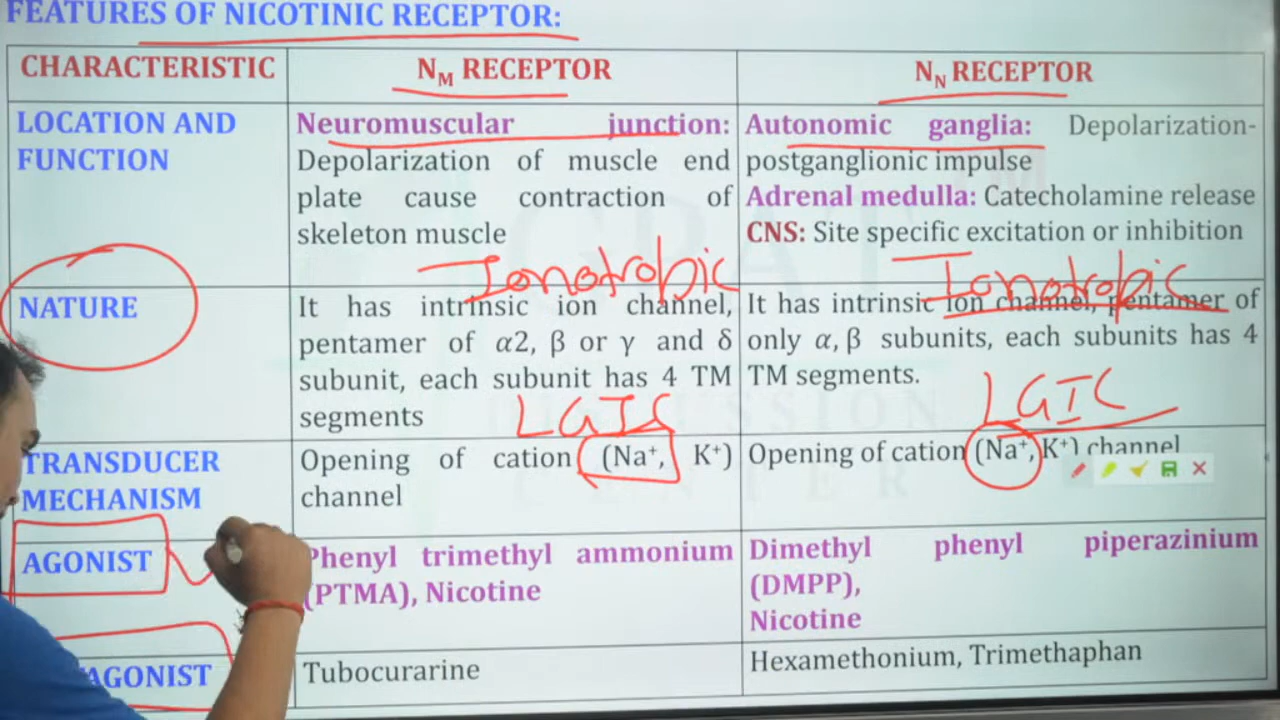 FEATURES OF NICOTINIC RECEPTOR:
CHARACTERISTIC
N_M RECEPTOR
N_N RECEPTOR
LOCATION AND
FUNCTION
Neuromuscular junction:
Depolarization of muscle end
plate cause contraction of
skeleton muscle
Autonomic ganglia: Depolarization-
postganglionic impulse
Adrenal medulla: Catecholamine release
CNS: Site specific excitation or inhibition
Ionotropic
Ionotropic
NATURE
It has intrinsic ion channel,
pentamer of α2, β or γ and δ
subunit, each subunit has 4 TM
segments
LGIC
It has intrinsic ion channel, pentamer of
only α, β subunits, each subunits has 4
TM segments.
LGIC
TRANSDUCER
MECHANISM
Opening of cation (Na⁺, K⁺)
channel
Opening of cation (Na⁺, K⁺) channel
AGONIST
Phenyl trimethyl ammonium
(PTMA), Nicotine
Dimethyl phenyl piperazinium
(DMPP),
Nicotine
AGONIST
Tubocurarine
Hexamethonium, Trimethaphan